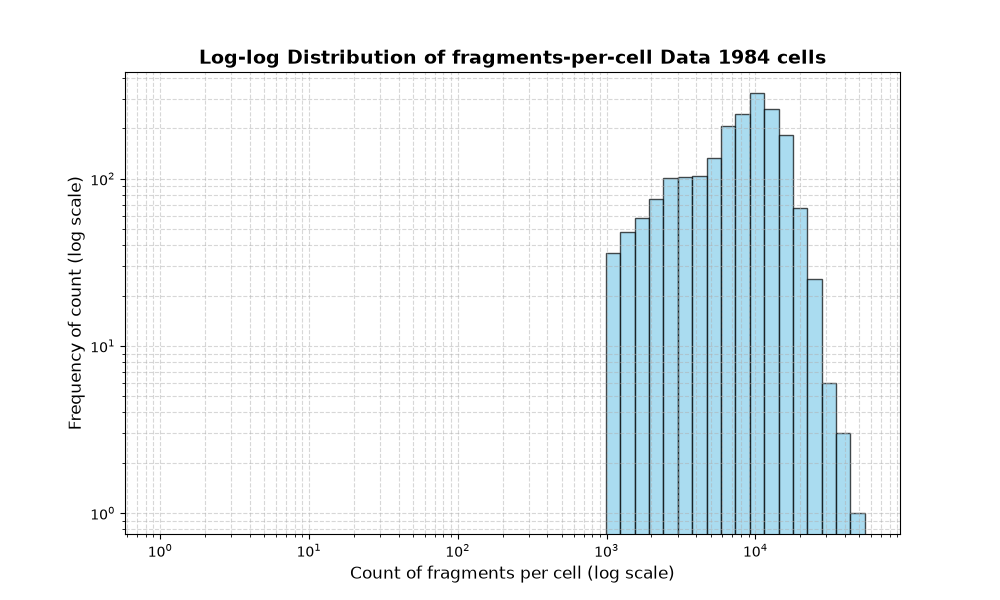 Log-log Distribution of fragments-per-cell Data 1984 cells
Frequency of count (log scale)
10²
10¹
10⁰
10⁰ 10¹ 10² 10³ 10⁴
Count of fragments per cell (log scale)